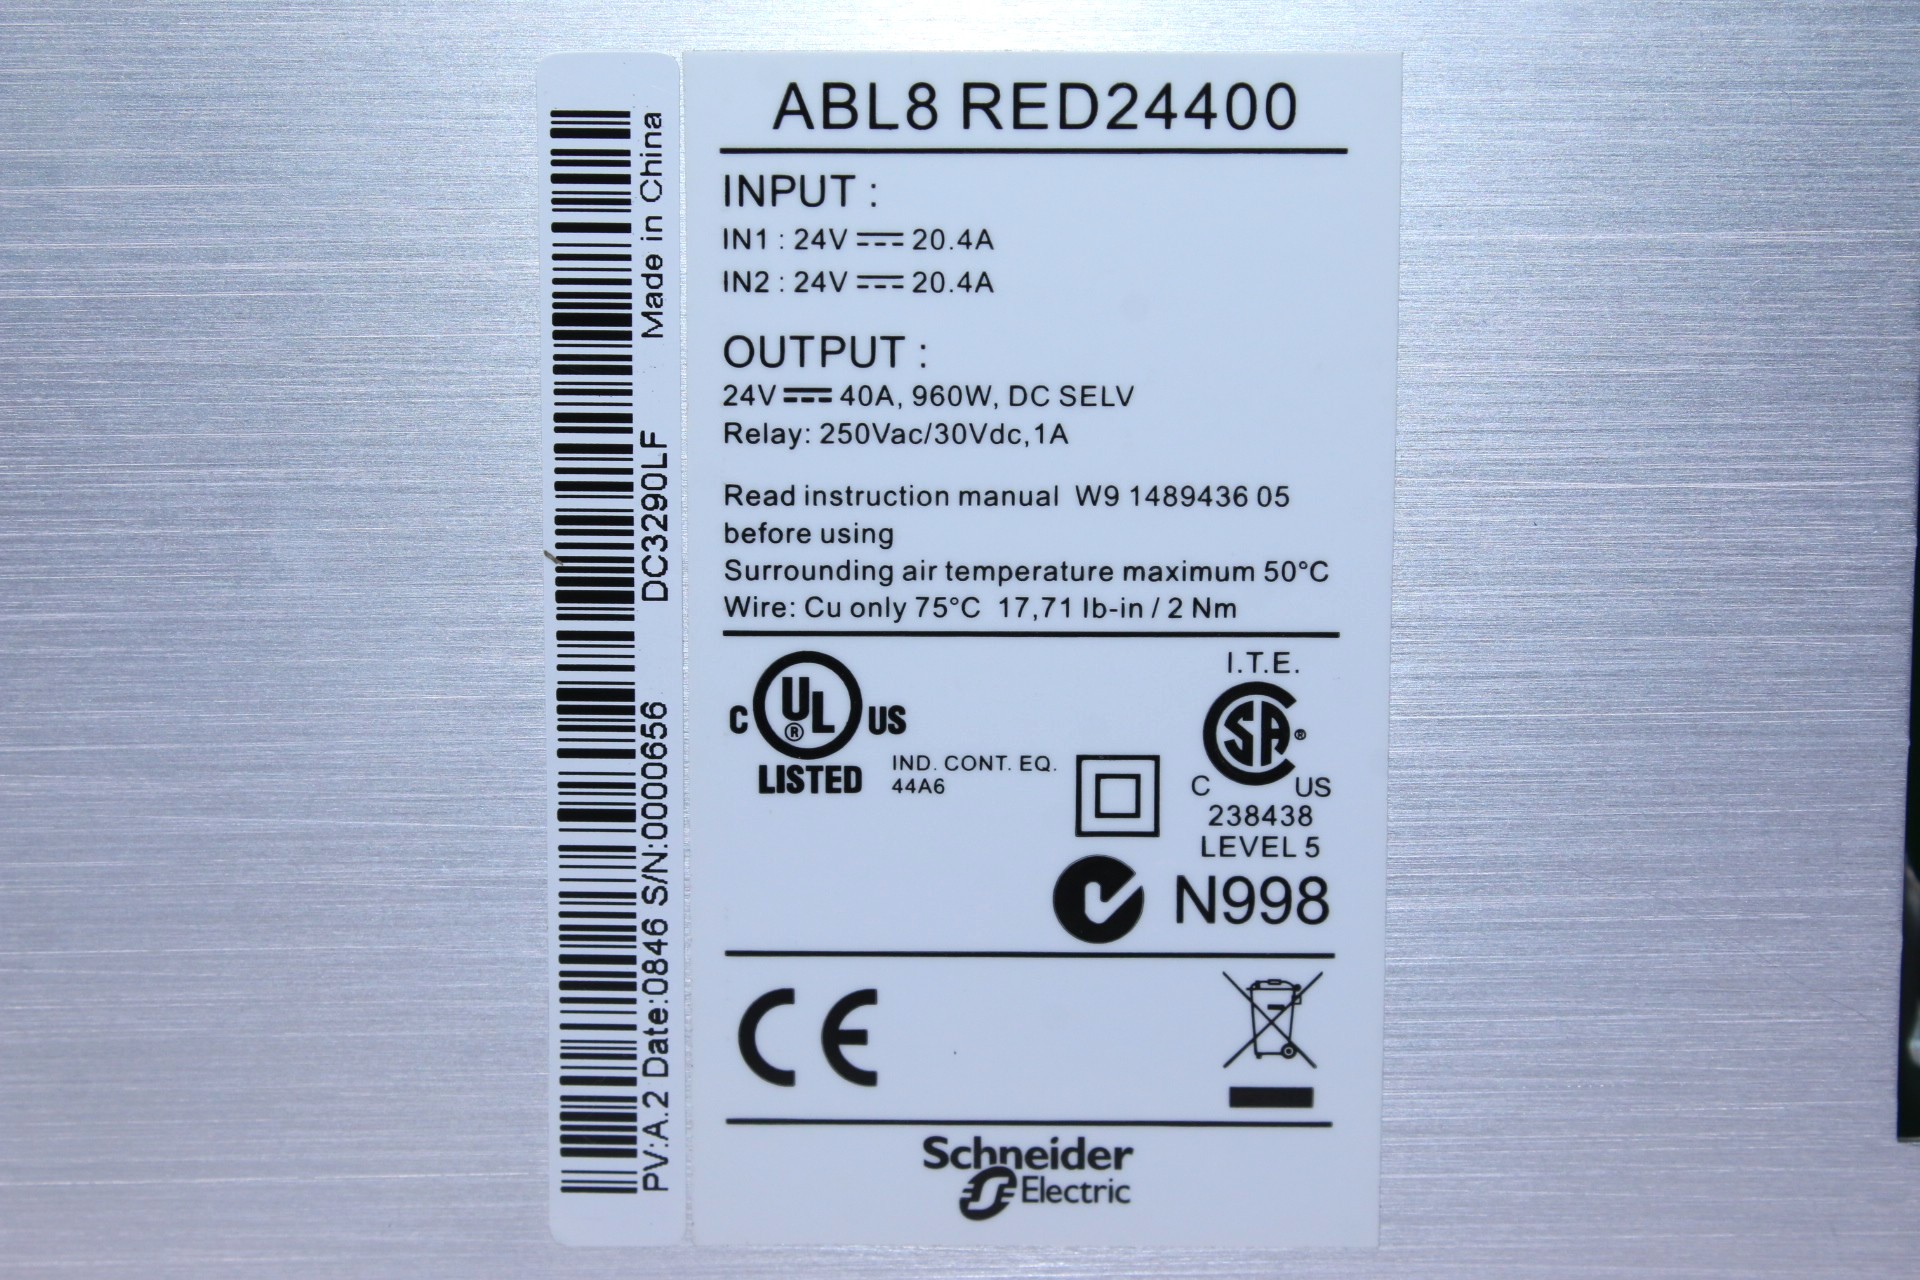 ABL8 RED24400
INPUT :
IN1 : 24V 20.4A
IN2 : 24V 20.4A
OUTPUT :
24V 40A, 960W, DC SELV
Relay: 250Vac/30Vdc,1A
Read instruction manual W9 1489436 05
before using
Surrounding air temperature maximum 50°C
Wire: Cu only 75°C 17,71 lb-in / 2 Nm
C UL ® US
LISTED
IND. CONT. EQ.
44A6
I.T.E.
SA ®
C US
238438
LEVEL 5
N998
CE
Schneider
Electric
PV:A.2 Date:0846 S/N:0000656 DC3290LF Made in China